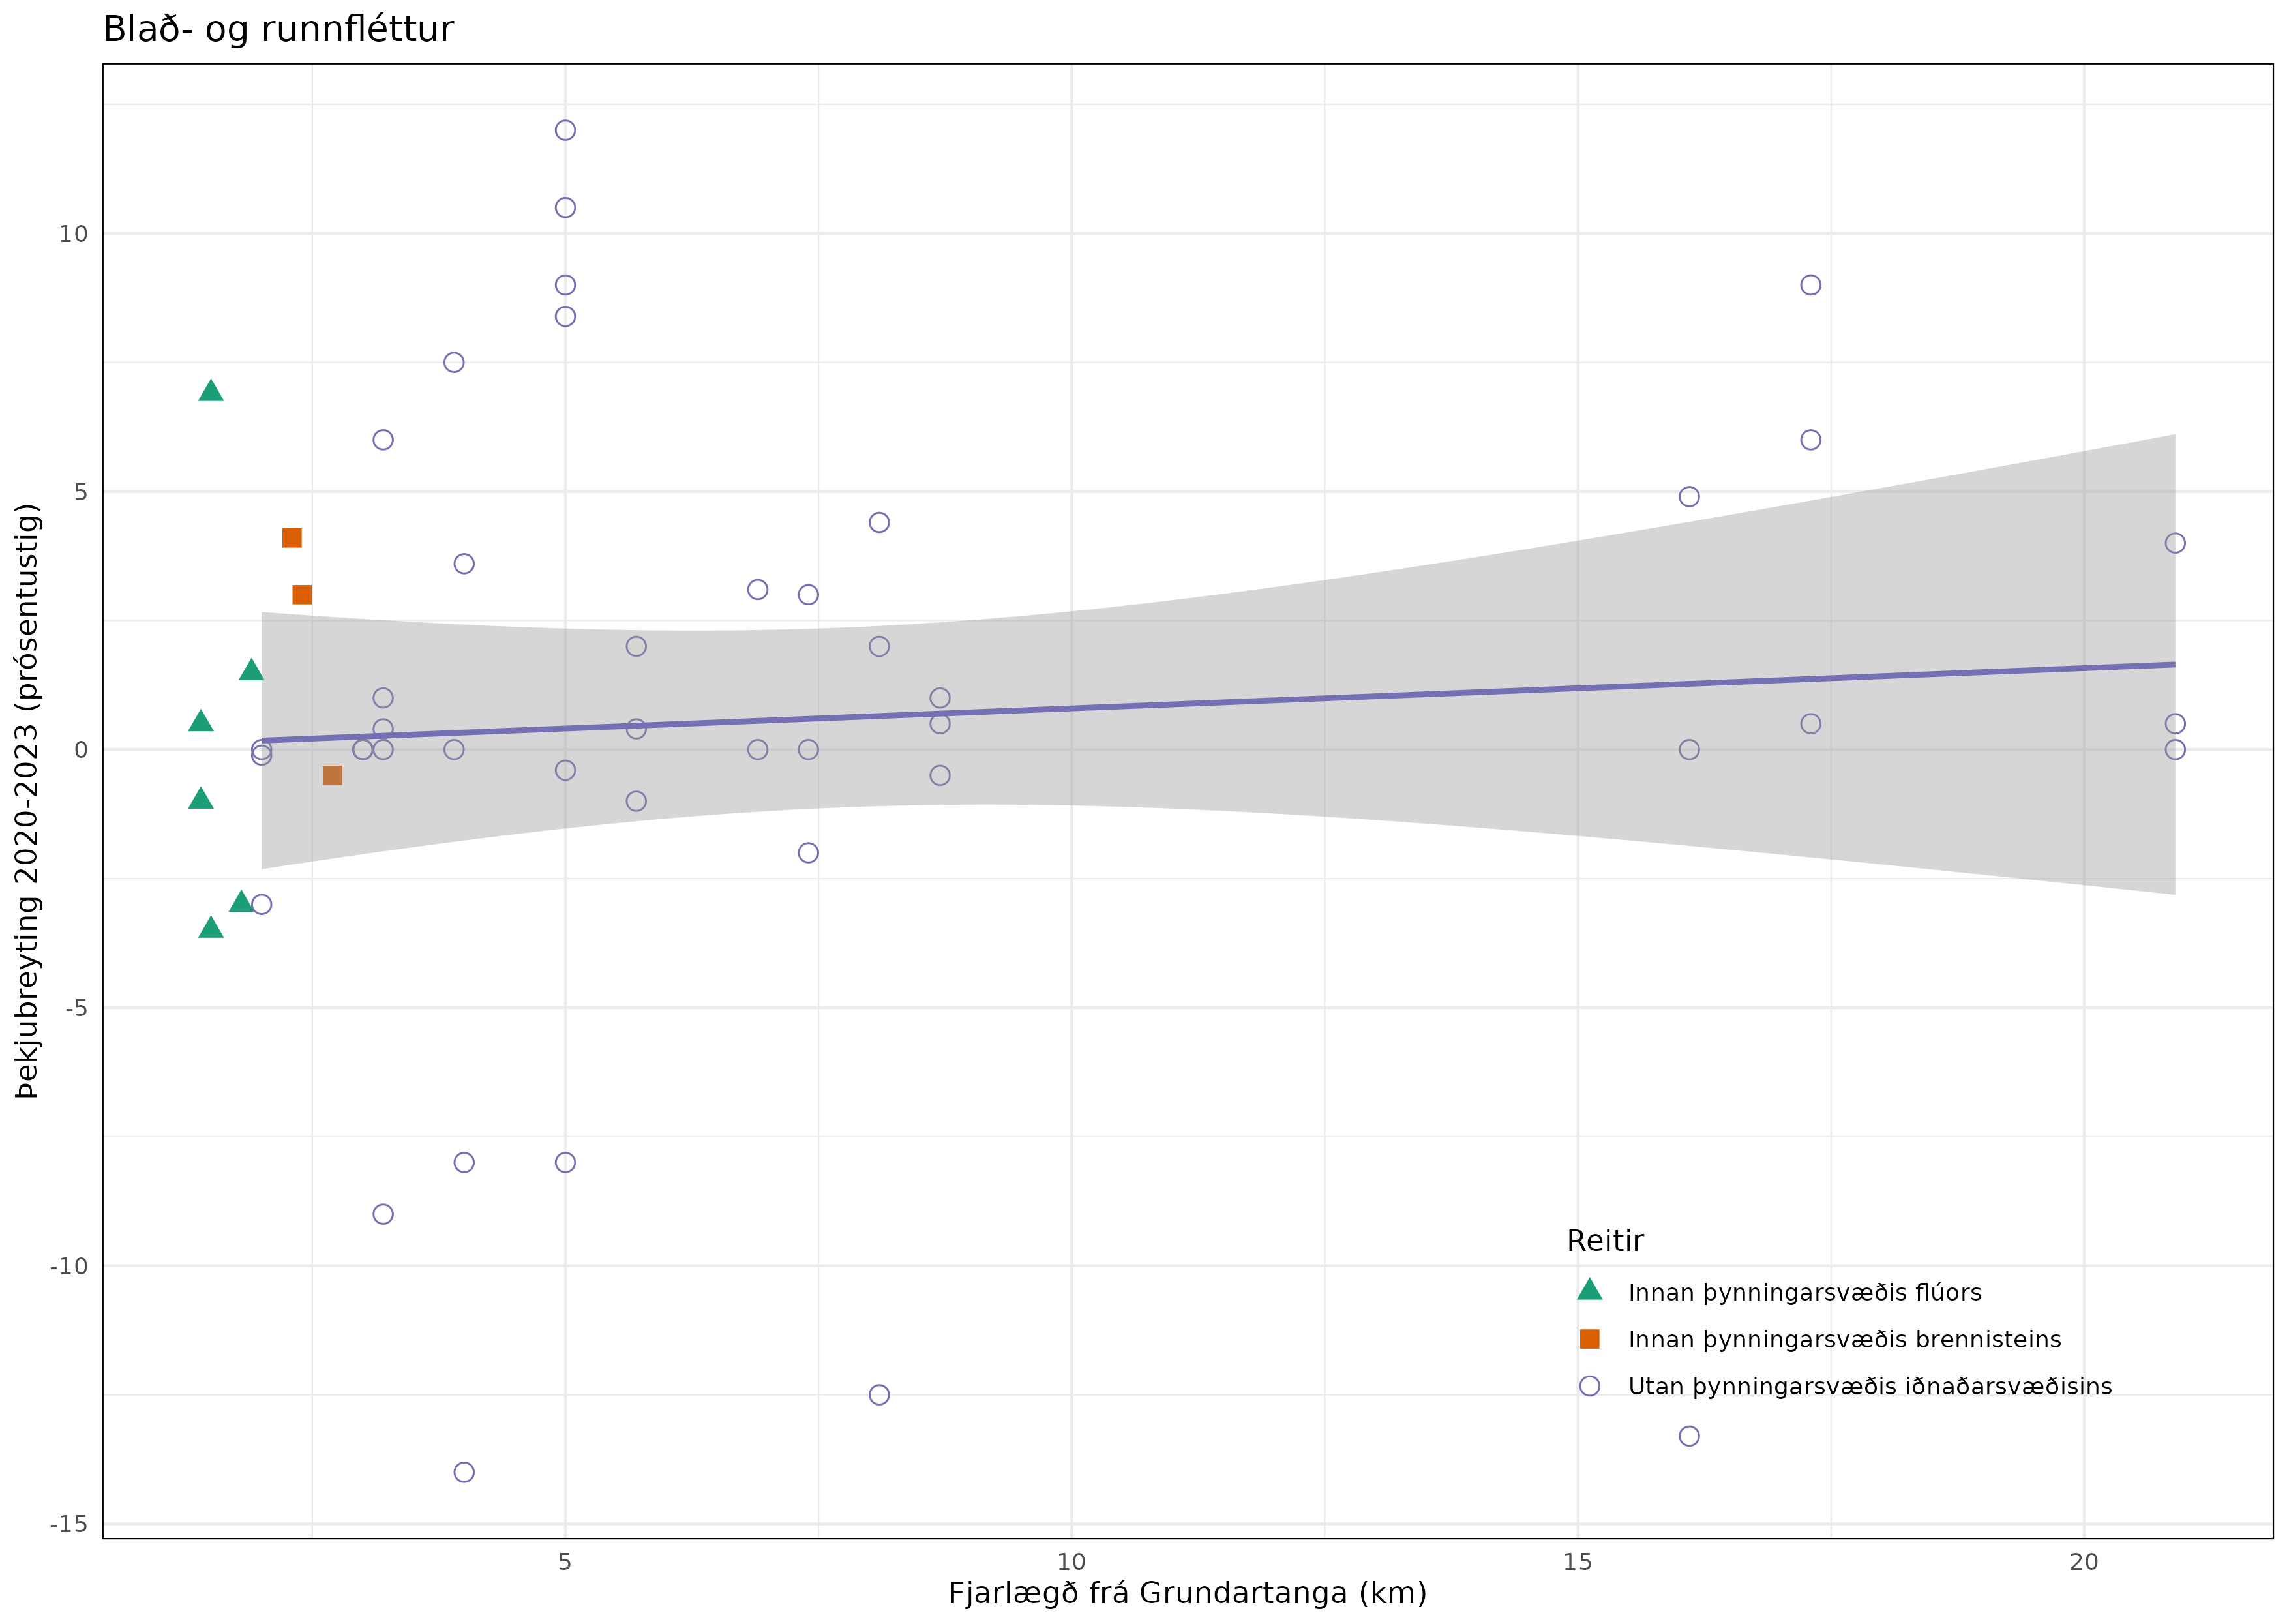 Blað- og runnfléttur
Þekjubreyting 2020-2023 (prósentustig)
10
5
0
-5
-10
-15
Reitir
Innan þynningarsvæðis flúors
Innan þynningarsvæðis brennisteins
Utan þynningarsvæðis iðnaðarsvæðisins
5
10
15
20
Fjarlægð frá Grundartanga (km)